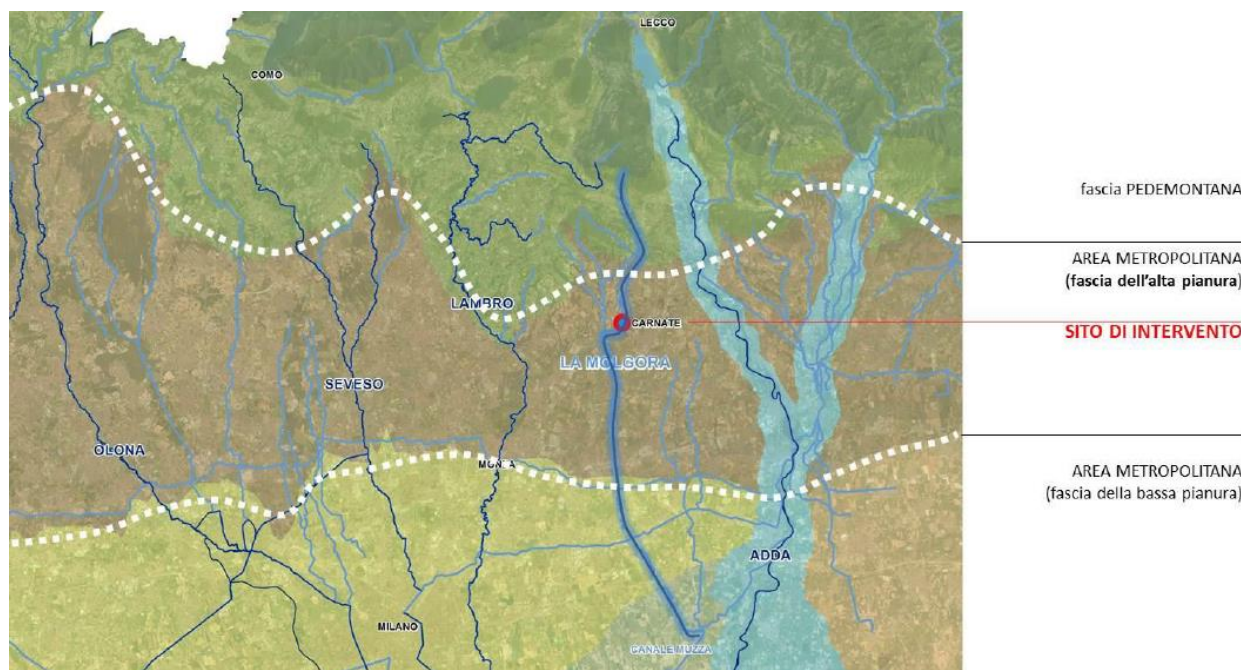 LECCO
COMO
fascia PEDEMONTANA
AREA METROPOLITANA
(fascia dell'alta pianura)
LAMBRO
CARNATE
SITO DI INTERVENTO
LA MOLGORA
SEVESO
OLONA
MONZA
AREA METROPOLITANA
(fascia della bassa pianura)
ADDA
MILANO
CANALE MUZZA